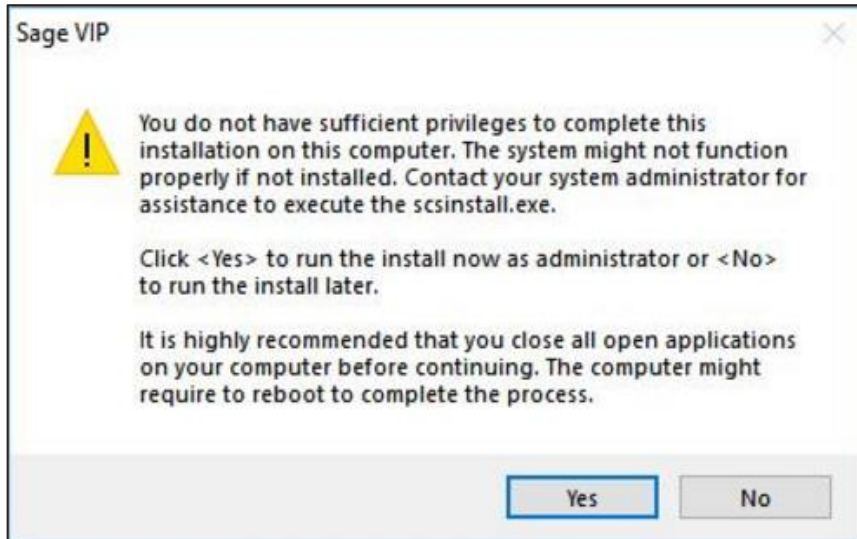 Sage VIP
You do not have sufficient privileges to complete this
installation on this computer. The system might not function
properly if not installed. Contact your system administrator for
assistance to execute the scsinstall.exe.
Click <Yes> to run the install now as administrator or <No>
to run the install later.
It is highly recommended that you close all open applications
on your computer before continuing. The computer might
require to reboot to complete the process.
Yes No